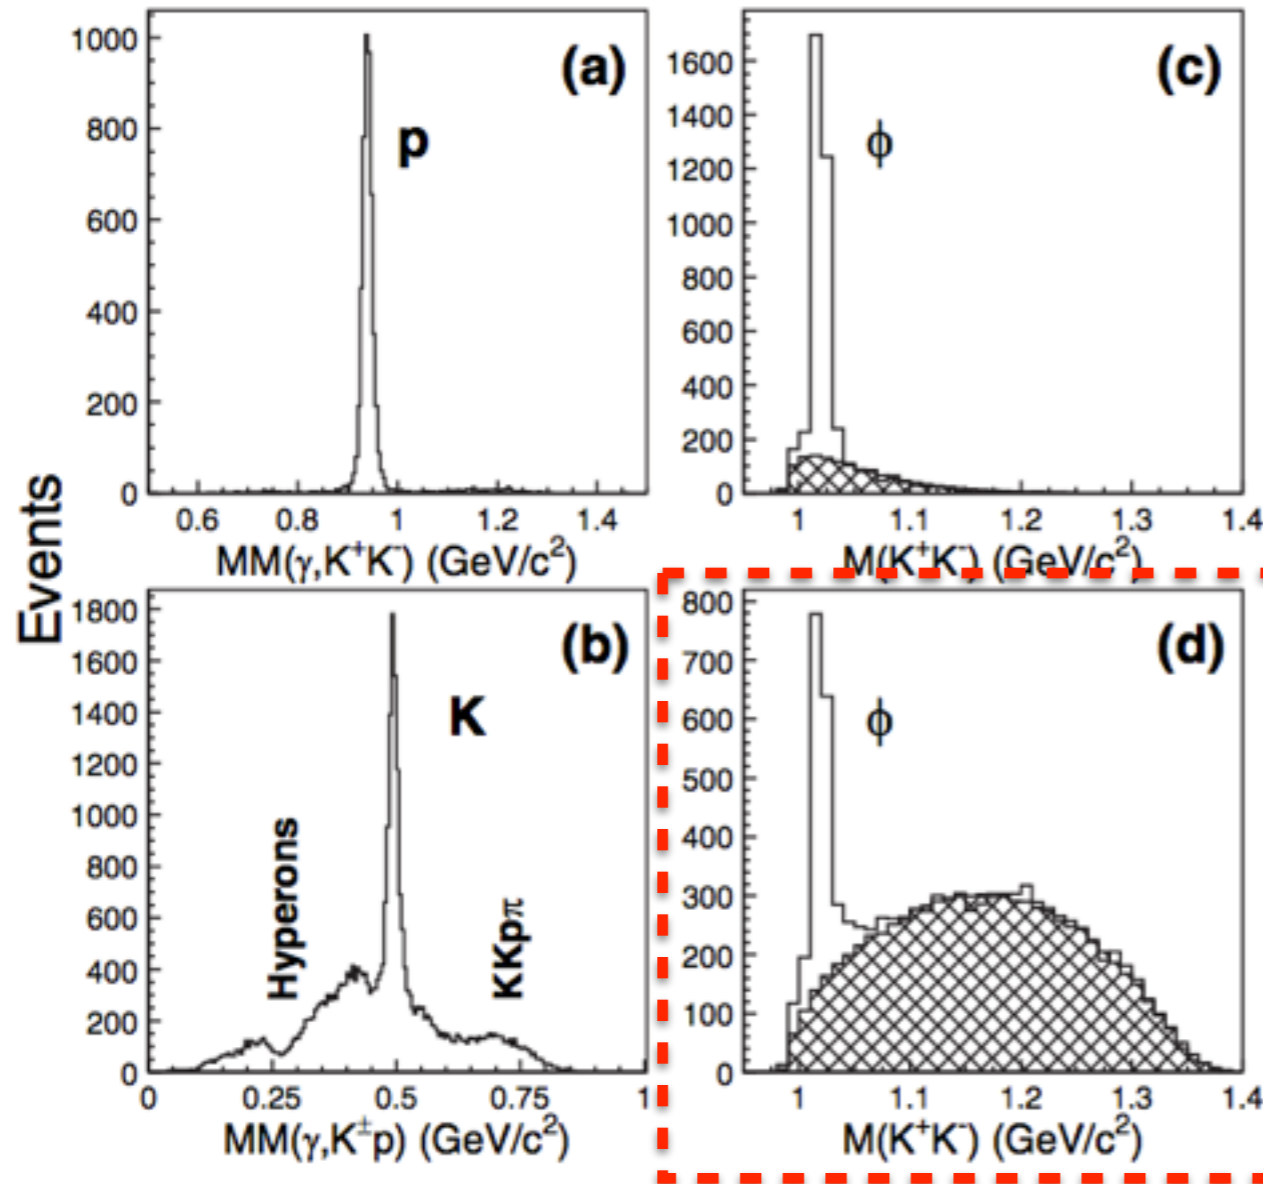 Events
1000
800
600
400
200
0
(a)
p
0.6 0.8 1 1.2 1.4
MM(γ,K⁺K⁻) (GeV/c²)
1600
1400
1200
1000
800
600
400
200
0
(c)
ϕ
1 1.1 1.2 1.3 1.4
M(K⁺K⁻) (GeV/c²)
1800
1600
1400
1200
1000
800
600
400
200
0
(b)
K
Hyperons
KKpπ
0 0.25 0.5 0.75 1
MM(γ,K±p) (GeV/c²)
800
700
600
500
400
300
200
100
0
(d)
ϕ
1 1.1 1.2 1.3 1.4
M(K⁺K⁻) (GeV/c²)